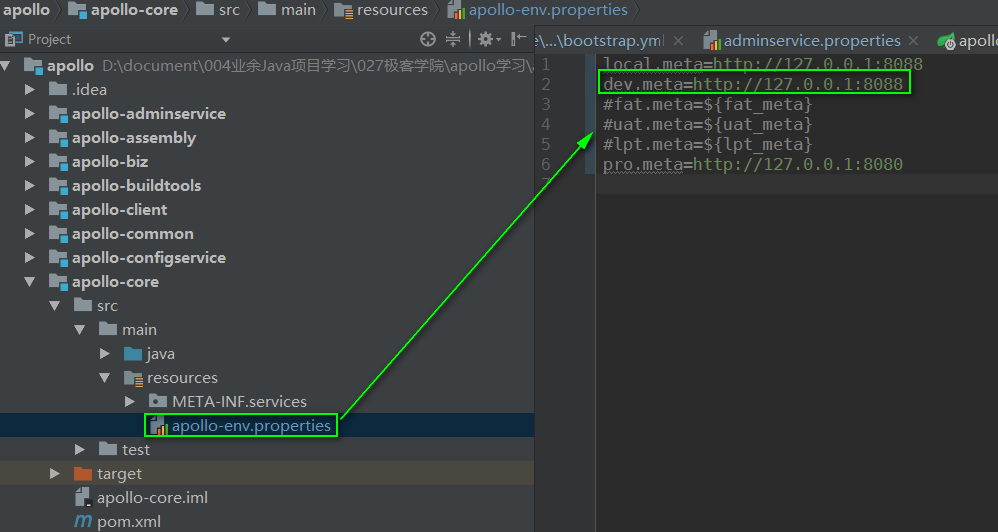 apollo apollo-core src main resources apollo-env.properties
Project
e\...\bootstrap.yml adminservice.properties apoll
apollo D:\document\004业余Java项目学习\027极客学院\apollo学习\
.idea
apollo-adminservice
apollo-assembly
apollo-biz
apollo-buildtools
apollo-client
apollo-common
apollo-configservice
apollo-core
src
main
java
resources
META-INF.services
apollo-env.properties
test
target
apollo-core.iml
pom.xml
1 local.meta=http://127.0.0.1:8088
2 dev.meta=http://127.0.0.1:8088
3 #fat.meta=${fat_meta}
4 #uat.meta=${uat_meta}
5 #lpt.meta=${lpt_meta}
6 pro.meta=http://127.0.0.1:8080
7